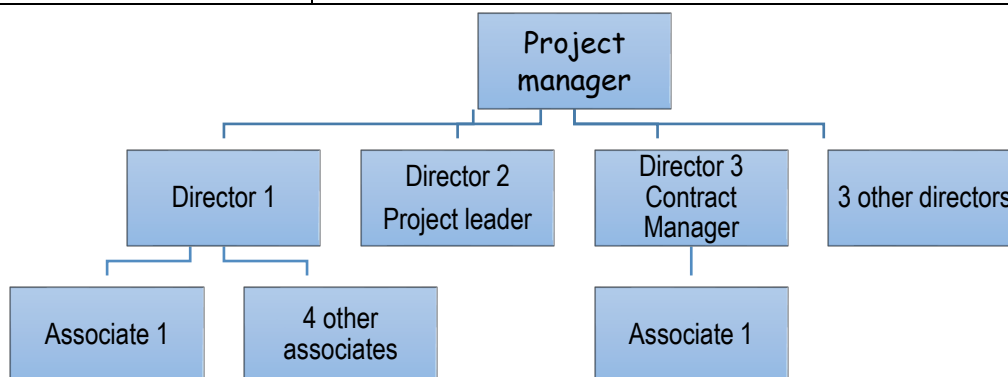 Project
manager
Director 1
Director 2
Project leader
Director 3
Contract
Manager
3 other directors
Associate 1
4 other
associates
Associate 1